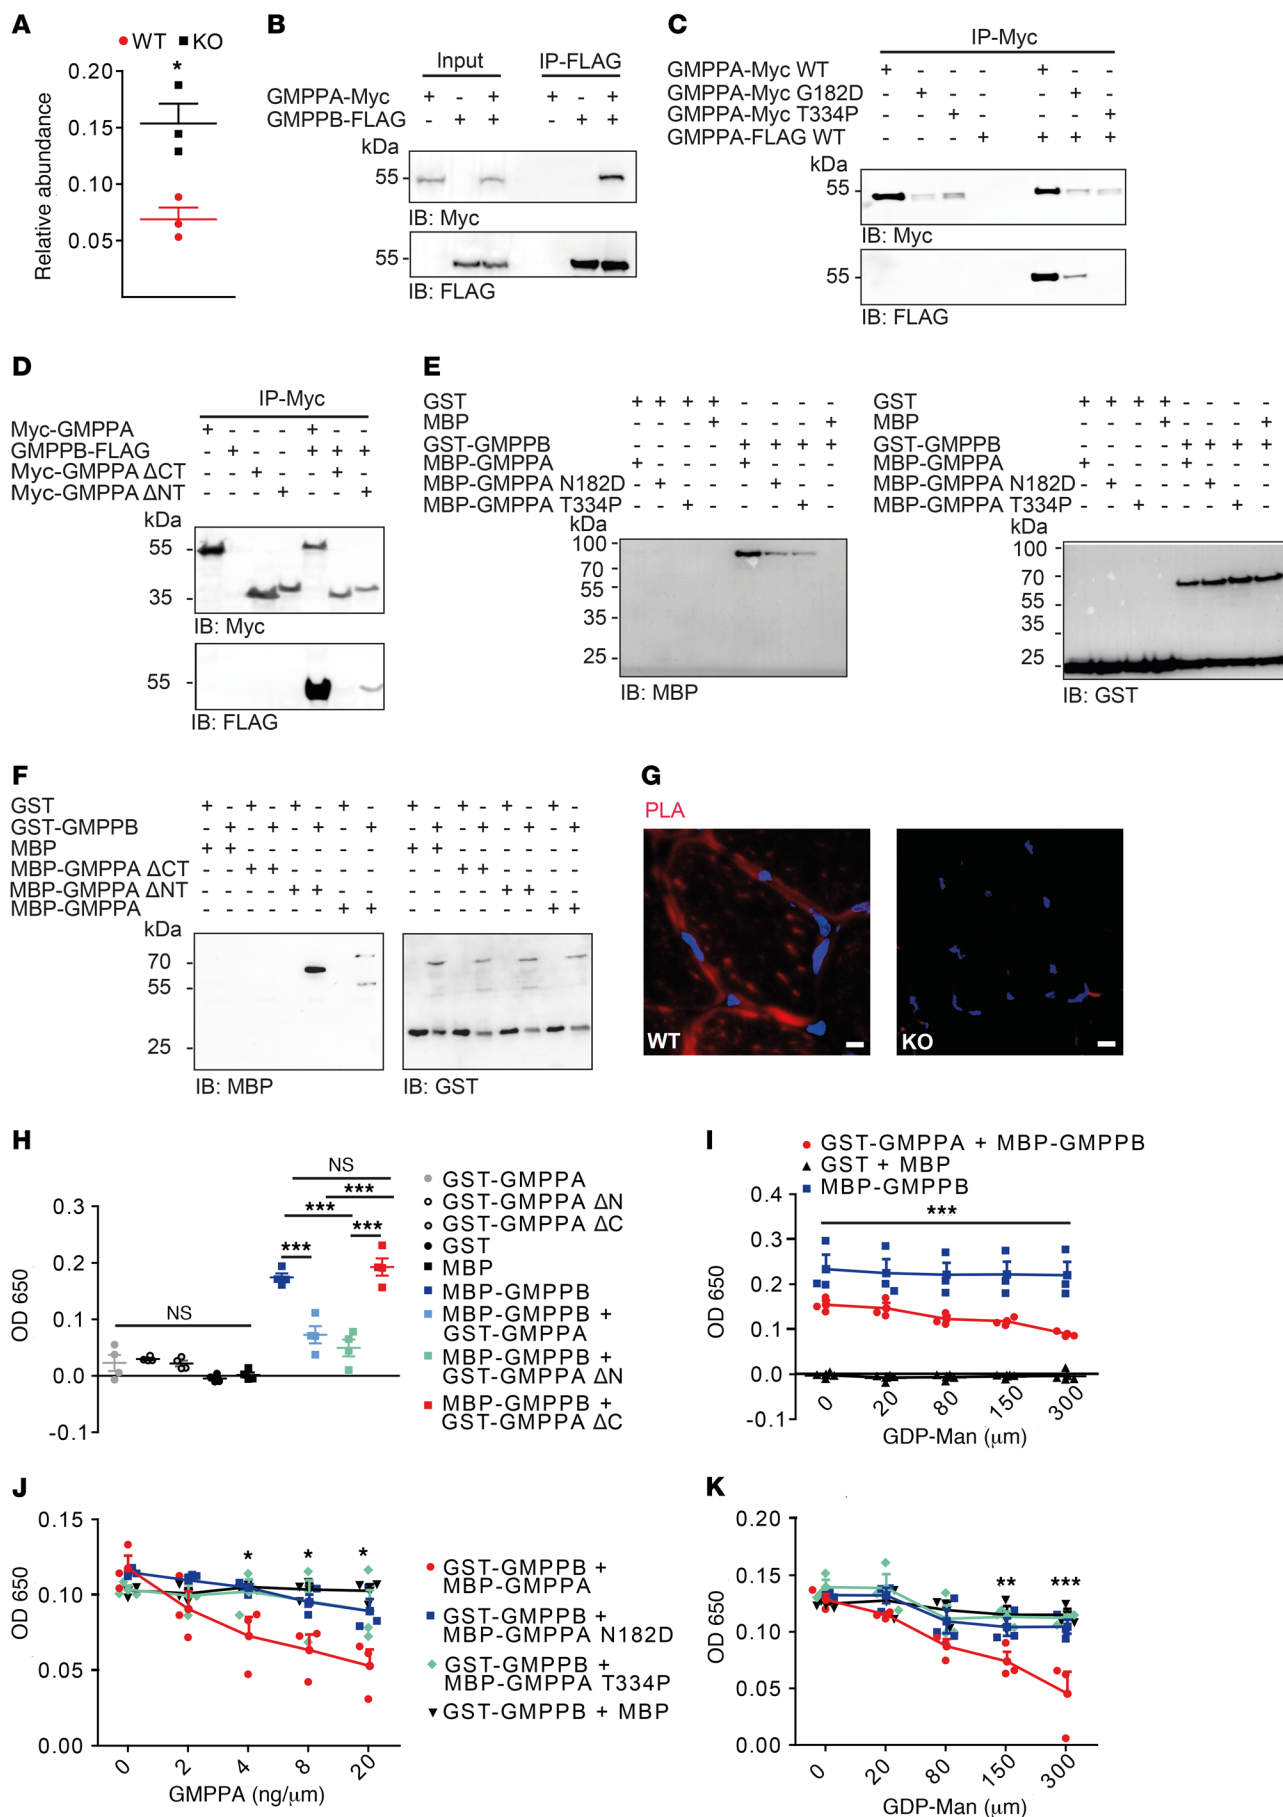 A
WT KO
*
Relative abundance
0.20
0.15
0.10
0.05
B
Input IP-FLAG
GMPPA-Myc + - + + - +
GMPPB-FLAG - + + - + +
kDa
55
IB: Myc
55
IB: FLAG
C
IP-Myc
GMPPA-Myc WT + - - - + - -
GMPPA-Myc G182D - + - - - + -
GMPPA-Myc T334P - - + - - - +
GMPPA-FLAG WT - - - + + + +
kDa
55
IB: Myc
55
IB: FLAG
D
IP-Myc
Myc-GMPPA + - - - + - -
GMPPB-FLAG - + - - + + +
Myc-GMPPA ΔCT - - + - - + -
Myc-GMPPA ΔNT - - - + - - +
kDa
55
35
IB: Myc
55
IB: FLAG
E
GST + + + + - - - -
MBP - - - + - - - +
GST-GMPPB - - - - + + + +
MBP-GMPPA + - - - + - - -
MBP-GMPPA N182D - + - - - + - -
MBP-GMPPA T334P - - + - - - + -
kDa
100
70
55
35
25
IB: MBP
GST + + + + - - - -
MBP - - - + - - - +
GST-GMPPB - - - - + + + +
MBP-GMPPA + - - - + - - -
MBP-GMPPA N182D - + - - - + - -
MBP-GMPPA T334P - - + - - - + -
kDa
100
70
55
35
25
IB: GST
F
GST + - + - + - + - + - + - + - + -
GST-GMPPB - + - + - + - + - + - + - + - +
MBP + + - - - - - - + + - - - - - -
MBP-GMPPA ΔCT - - + + - - - - - - + + - - - -
MBP-GMPPA ΔNT - - - - + + - - - - - - + + - -
MBP-GMPPA - - - - - - + + - - - - - - + +
kDa
70
55
25
IB: MBP
IB: GST
G
PLA
WT
KO
H
OD 650
0.3
0.2
0.1
0.0
-0.1
NS
NS
***
***
***
***
GST-GMPPA
GST-GMPPA ΔN
GST-GMPPA ΔC
GST
MBP
MBP-GMPPB
MBP-GMPPB +
GST-GMPPA
MBP-GMPPB +
GST-GMPPA ΔN
MBP-GMPPB +
GST-GMPPA ΔC
I
GST-GMPPA + MBP-GMPPB
GST + MBP
MBP-GMPPB
***
OD 650
0.4
0.3
0.2
0.1
0.0
-0.1
0 20 80 150 300
GDP-Man (μm)
J
OD 650
0.15
0.10
0.05
0.00
* * *
0 2 4 8 20
GMPPA (ng/μm)
GST-GMPPB +
MBP-GMPPA
GST-GMPPB +
MBP-GMPPA N182D
GST-GMPPB +
MBP-GMPPA T334P
GST-GMPPB + MBP
K
OD 650
0.20
0.15
0.10
0.05
0.00
** ***
0 20 80 150 300
GDP-Man (μm)